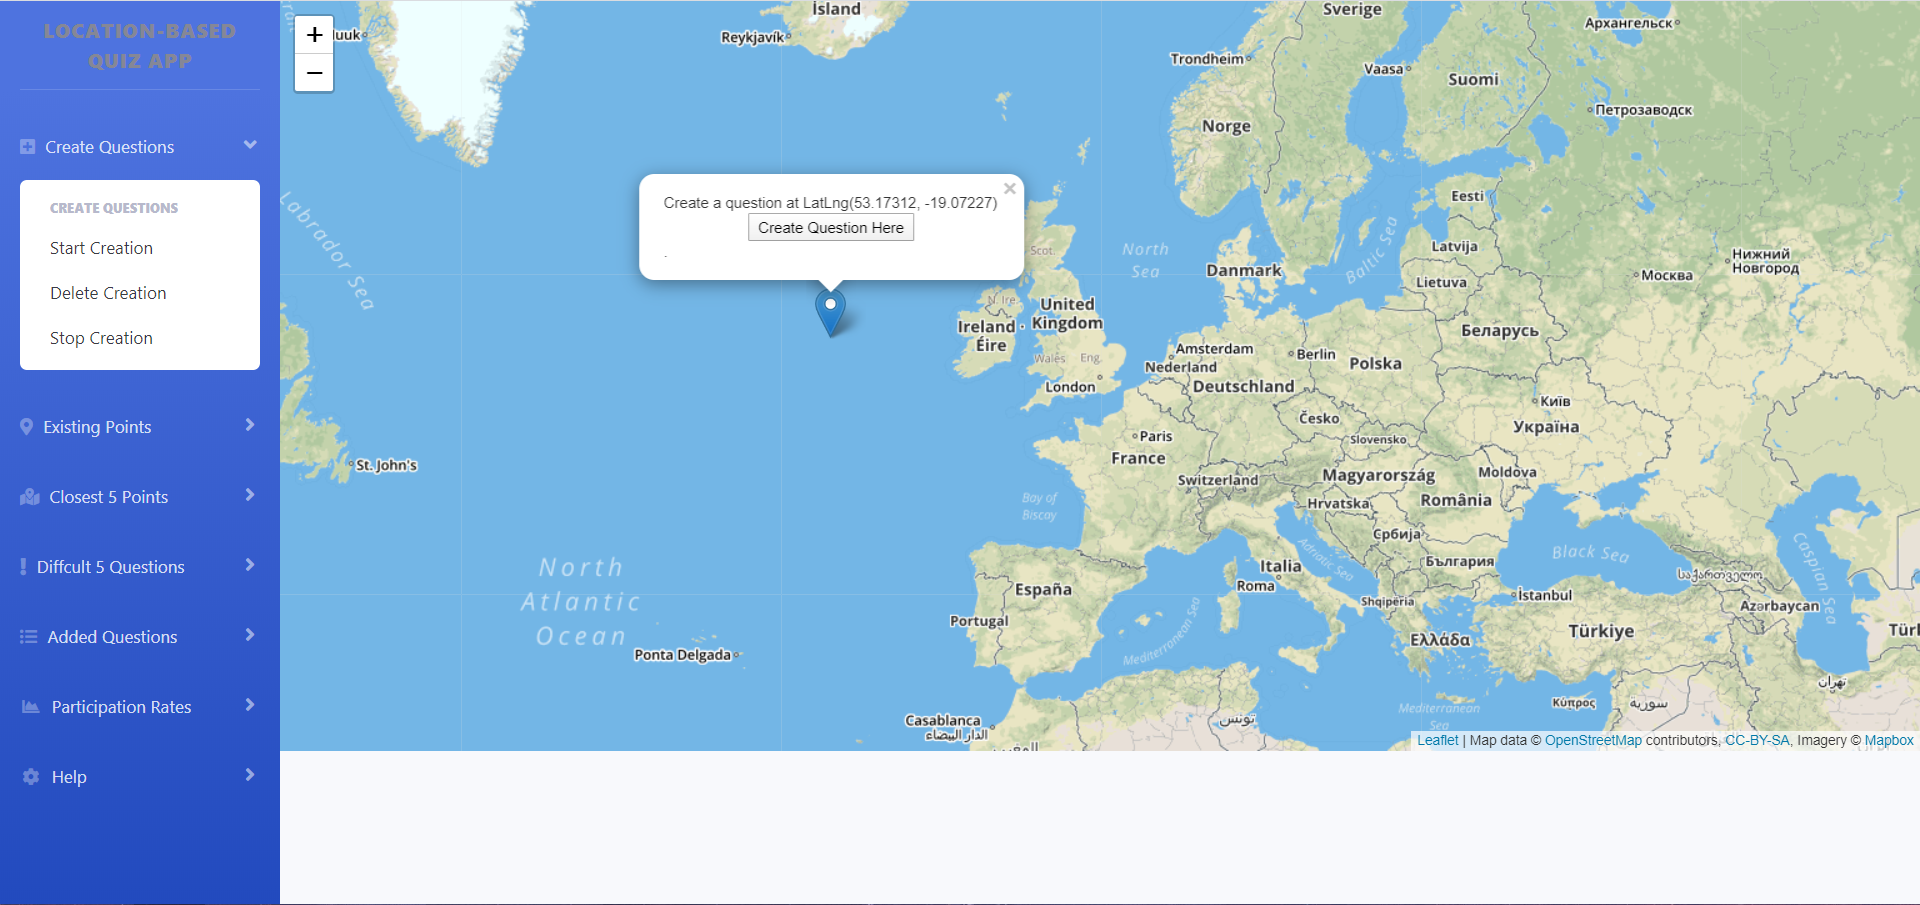 LOCATION-BASED
QUIZ APP
Create Questions
CREATE QUESTIONS
Start Creation
Delete Creation
Stop Creation
Existing Points
Closest 5 Points
Diffcult 5 Questions
Added Questions
Participation Rates
Help
+
−
Ísland
Reykjavík
Sverige
Архангельск
Trondheim
Vaasa
Suomi
Петрозаводск
Norge
×
Create a question at LatLng(53.17312, -19.07227)
Create Question Here
.
Labrador Sea
Eesti
Scot.
North
Sea
Baltic Sea
Latvija
Нижний
Новгород
Danmark
Москва
Lietuva
N. Ire.
United
Kingdom
Ireland
Éire
Беларусь
Wales
Eng.
Amsterdam
Nederland
Berlin
Polska
London
Deutschland
Київ
Česko
Україна
Paris
France
Slovensko
St. John's
Switzerland
Magyarország
Moldova
România
Bay of
Biscay
Hrvatska
Србија
Adriatic Sea
България
Black Sea
Caspian Sea
North
Atlantic
Ocean
Italia
Roma
España
საქართველო
İstanbul
Shqipëria
Azərbaycan
Portugal
Ελλάδα
Türkiye
Mediterranean Sea
Ponta Delgada
تهران
Κύπρος
سورية
Mediterranean
Sea
Casablanca
الدار البيضاء
تونس
Leaflet | Map data © OpenStreetMap contributors, CC-BY-SA, Imagery © Mapbox